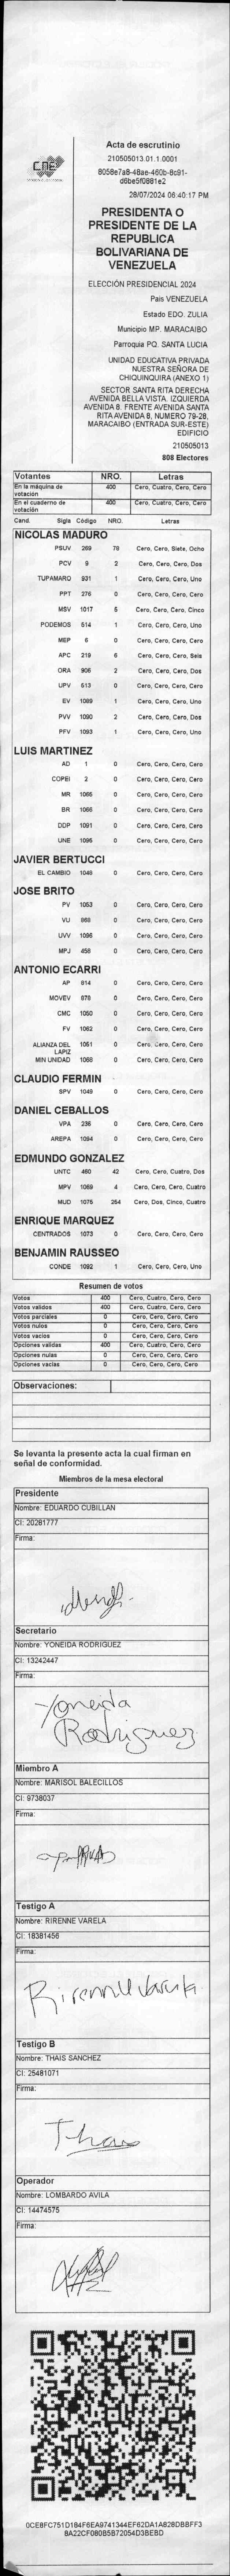 CNE
Acta de escrutinio
210505013.01.1.0001
8058e7a8-48ae-460b-8c91-
d6be5f0881e2
28/07/2024 06:40:17 PM
PRESIDENTA O
PRESIDENTE DE LA
REPUBLICA
BOLIVARIANA DE
VENEZUELA
ELECCIÓN PRESIDENCIAL 2024
Pais VENEZUELA
Estado EDO. ZULIA
Municipio MP. MARACAIBO
Parroquia PQ. SANTA LUCIA
UNIDAD EDUCATIVA PRIVADA
NUESTRA SEÑORA DE
CHIQUINQUIRA (ANEXO 1)
SECTOR SANTA RITA DERECHA
AVENIDA BELLA VISTA. IZQUIERDA
AVENIDA 8. FRENTE AVENIDA SANTA
RITA AVENIDA 8, NUMERO 79-28,
MARACAIBO (ENTRADA SUR-ESTE)
EDIFICIO
210505013
808 Electores
Votantes NRO. Letras
En la máquina de votación 400 Cero, Cuatro, Cero, Cero
En el cuaderno de votación 400 Cero, Cuatro, Cero, Cero
Cand. Sigla Código NRO. Letras
NICOLAS MADURO
PSUV 269 78 Cero, Cero, Siete, Ocho
PCV 9 2 Cero, Cero, Cero, Dos
TUPAMARO 931 1 Cero, Cero, Cero, Uno
PPT 276 0 Cero, Cero, Cero, Cero
MSV 1017 5 Cero, Cero, Cero, Cinco
PODEMOS 514 1 Cero, Cero, Cero, Uno
MEP 6 0 Cero, Cero, Cero, Cero
APC 219 6 Cero, Cero, Cero, Seis
ORA 906 2 Cero, Cero, Cero, Dos
UPV 513 0 Cero, Cero, Cero, Cero
EV 1089 1 Cero, Cero, Cero, Uno
PVV 1090 2 Cero, Cero, Cero, Dos
PFV 1093 1 Cero, Cero, Cero, Uno
LUIS MARTINEZ
AD 1 0 Cero, Cero, Cero, Cero
COPEI 2 0 Cero, Cero, Cero, Cero
MR 1065 0 Cero, Cero, Cero, Cero
BR 1066 0 Cero, Cero, Cero, Cero
DDP 1091 0 Cero, Cero, Cero, Cero
UNE 1095 0 Cero, Cero, Cero, Cero
JAVIER BERTUCCI
EL CAMBIO 1048 0 Cero, Cero, Cero, Cero
JOSE BRITO
PV 1053 0 Cero, Cero, Cero, Cero
VU 868 0 Cero, Cero, Cero, Cero
UVV 1096 0 Cero, Cero, Cero, Cero
MPJ 456 0 Cero, Cero, Cero, Cero
ANTONIO ECARRI
AP 814 0 Cero, Cero, Cero, Cero
MOVEV 878 0 Cero, Cero, Cero, Cero
CMC 1050 0 Cero, Cero, Cero, Cero
FV 1062 0 Cero, Cero, Cero, Cero
ALIANZA DEL LAPIZ 1051 0 Cero, Cero, Cero, Cero
MIN UNIDAD 1068 0 Cero, Cero, Cero, Cero
CLAUDIO FERMIN
SPV 1049 0 Cero, Cero, Cero, Cero
DANIEL CEBALLOS
VPA 236 0 Cero, Cero, Cero, Cero
AREPA 1094 0 Cero, Cero, Cero, Cero
EDMUNDO GONZALEZ
UNTC 460 42 Cero, Cero, Cuatro, Dos
MPV 1069 4 Cero, Cero, Cero, Cuatro
MUD 1075 254 Cero, Dos, Cinco, Cuatro
ENRIQUE MARQUEZ
CENTRADOS 1073 0 Cero, Cero, Cero, Cero
BENJAMIN RAUSSEO
CONDE 1092 1 Cero, Cero, Cero, Uno
Resumen de votos
Votos 400 Cero, Cuatro, Cero, Cero
Votos validos 400 Cero, Cuatro, Cero, Cero
Votos parciales 0 Cero, Cero, Cero, Cero
Votos nulos 0 Cero, Cero, Cero, Cero
Votos vacios 0 Cero, Cero, Cero, Cero
Opciones validas 400 Cero, Cuatro, Cero, Cero
Opciones nulas 0 Cero, Cero, Cero, Cero
Opciones vacias 0 Cero, Cero, Cero, Cero
Observaciones:
Se levanta la presente acta la cual firman en
señal de conformidad.
Miembros de la mesa electoral
Presidente
Nombre: EDUARDO CUBILLAN
CI: 20281777
Firma:
Secretario
Nombre: YONEIDA RODRIGUEZ
CI: 13242447
Firma:
Yoneida
Rodriguez
Miembro A
Nombre: MARISOL BALECILLOS
CI: 9738037
Firma:
Testigo A
Nombre: RIRENNE VARELA
CI: 18381456
Firma:
Rirenne Varela
Testigo B
Nombre: THAIS SANCHEZ
CI: 25481071
Firma:
Thais
Operador
Nombre: LOMBARDO AVILA
CI: 14474575
Firma:
0CE8FC751D184F6EA9741344EF62DA1A828DBBFF3
8A22CF080B5B72054D3BEBD